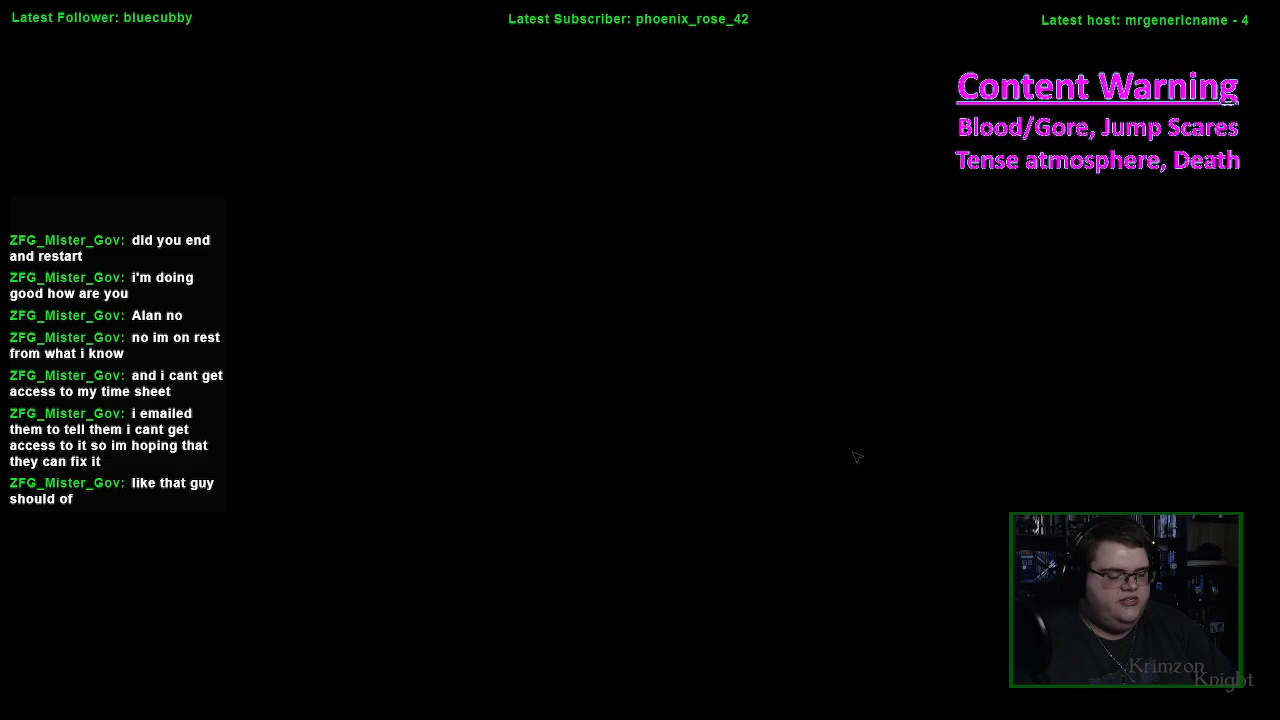 Latest Follower: bluecubby
Latest Subscriber: phoenix_rose_42
Latest host: mrgenericname - 4
Content Warning
Blood/Gore, Jump Scares
Tense atmosphere, Death
ZFG_Mister_Gov: did you end
and restart
ZFG_Mister_Gov: i'm doing
good how are you
ZFG_Mister_Gov: Alan no
ZFG_Mister_Gov: no im on rest
from what i know
ZFG_Mister_Gov: and i cant get
access to my time sheet
ZFG_Mister_Gov: i emailed
them to tell them i cant get
access to it so im hoping that
they can fix it
ZFG_Mister_Gov: like that guy
should of
Krimzon
Knight